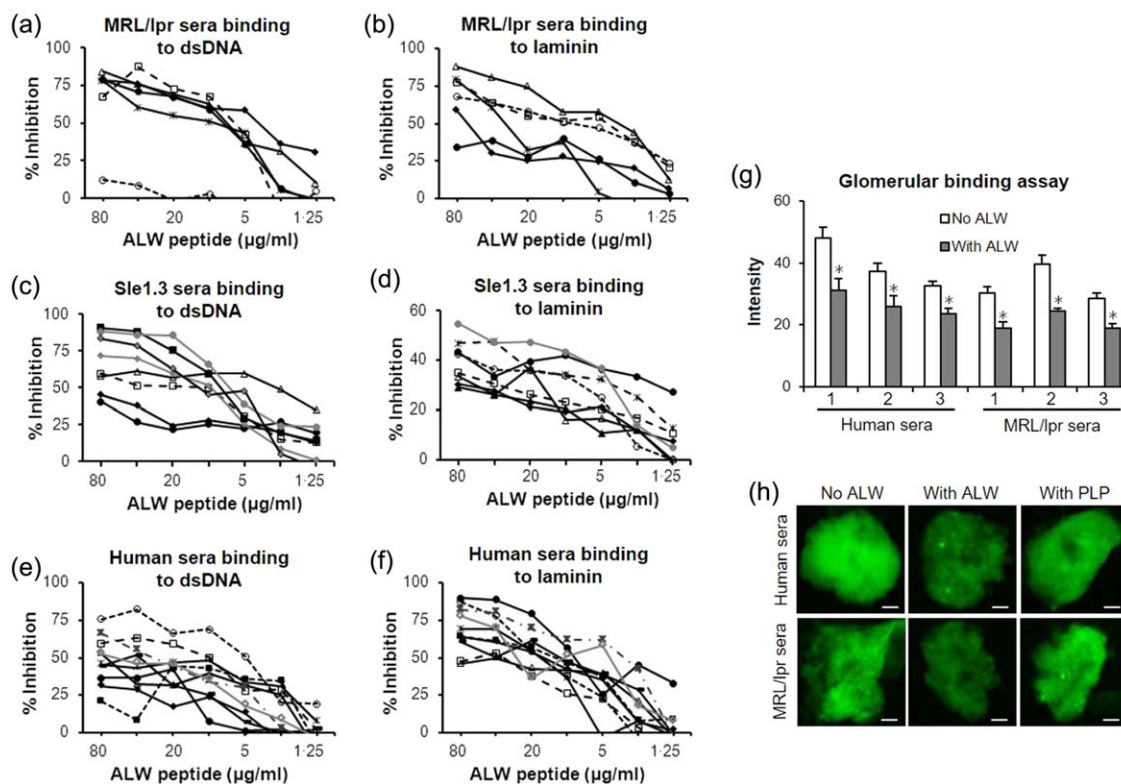 (a)
MRL/lpr sera binding
to dsDNA
100
75
50
25
0
% Inhibition
80
20
5
1·25
ALW peptide (µg/ml)
(b)
MRL/lpr sera binding
to laminin
100
75
50
25
0
% Inhibition
80
20
5
1·25
ALW peptide (µg/ml)
(c)
Sle1.3 sera binding
to dsDNA
100
75
50
25
0
% Inhibition
80
20
5
1·25
ALW peptide (µg/ml)
(d)
Sle1.3 sera binding
to laminin
60
40
20
0
% Inhibition
80
20
5
1·25
ALW peptide (µg/ml)
(e)
Human sera binding
to dsDNA
100
75
50
25
0
% Inhibition
80
20
5
1·25
ALW peptide (µg/ml)
(f)
Human sera binding
to laminin
100
75
50
25
0
% Inhibition
80
20
5
1·25
ALW peptide (µg/ml)
(g)
Glomerular binding assay
60
40
20
0
Intensity
No ALW
With ALW
* * * * * *
1 2 3 1 2 3
Human sera MRL/lpr sera
(h)
No ALW With ALW With PLP
Human sera
MRL/lpr sera